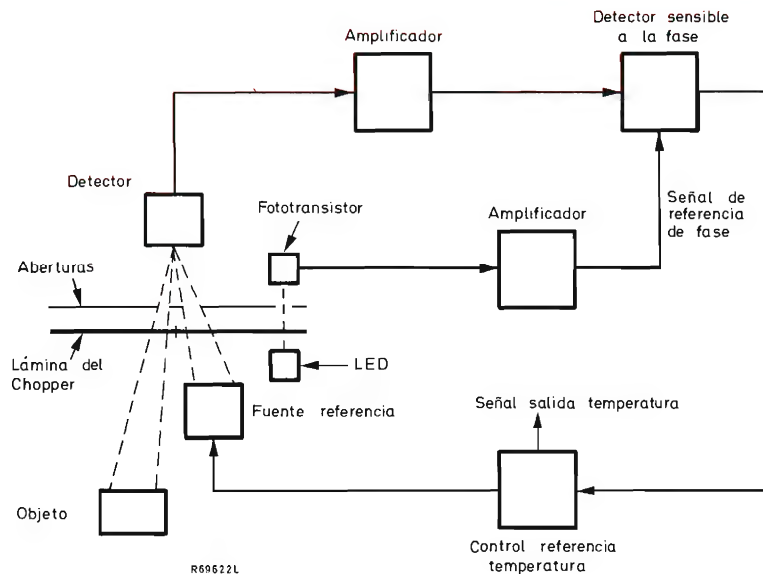 Amplificador
Detector sensible
a la fase
Detector
Fototransistor
Amplificador
Señal de
referencia
de fase
Aberturas
Lámina del
Chopper
LED
Fuente referencia
Señal salida temperatura
Objeto
Control referencia
temperatura
R69622L